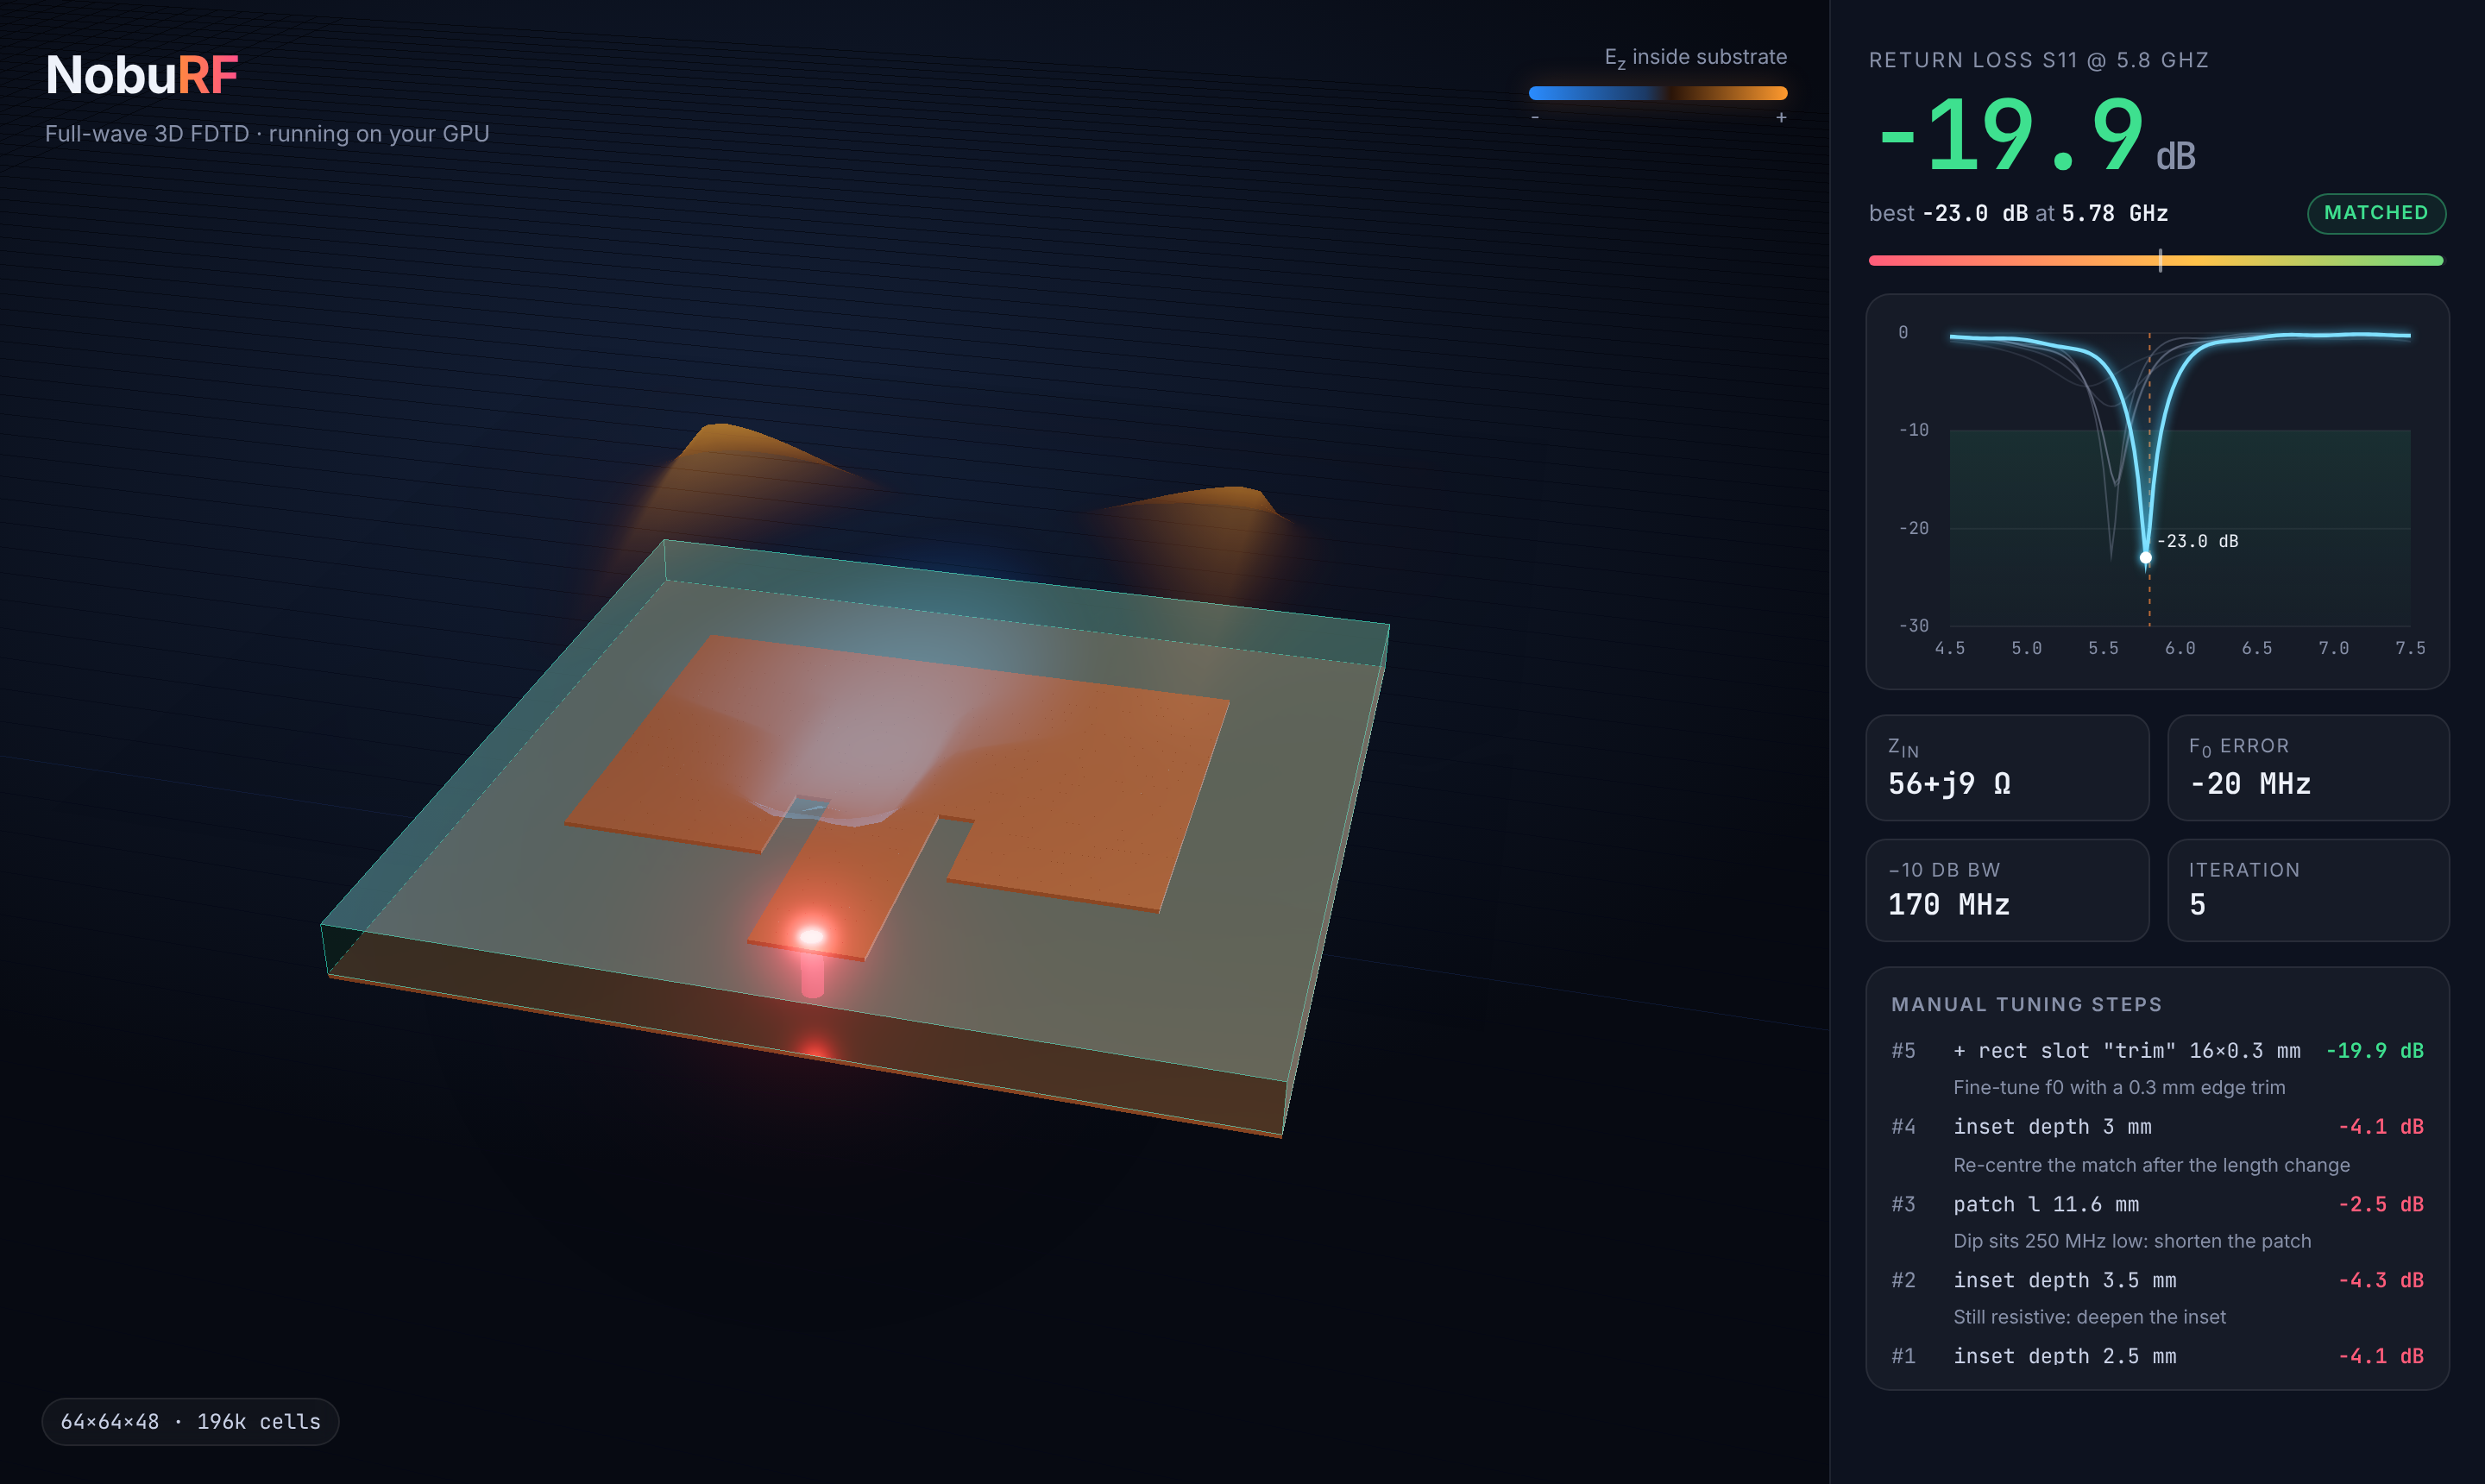 NobuRF
Full-wave 3D FDTD · running on your GPU
Ez inside substrate
- +
64×64×48 · 196k cells
RETURN LOSS S11 @ 5.8 GHZ
-19.9 dB
best -23.0 dB at 5.78 GHz
MATCHED
0
-10
-20
-30
-23.0 dB
4.5 5.0 5.5 6.0 6.5 7.0 7.5
ZIN
56+j9 Ω
F0 ERROR
-20 MHz
−10 DB BW
170 MHz
ITERATION
5
MANUAL TUNING STEPS
#5 + rect slot "trim" 16×0.3 mm -19.9 dB
Fine-tune f0 with a 0.3 mm edge trim
#4 inset depth 3 mm -4.1 dB
Re-centre the match after the length change
#3 patch l 11.6 mm -2.5 dB
Dip sits 250 MHz low: shorten the patch
#2 inset depth 3.5 mm -4.3 dB
Still resistive: deepen the inset
#1 inset depth 2.5 mm -4.1 dB